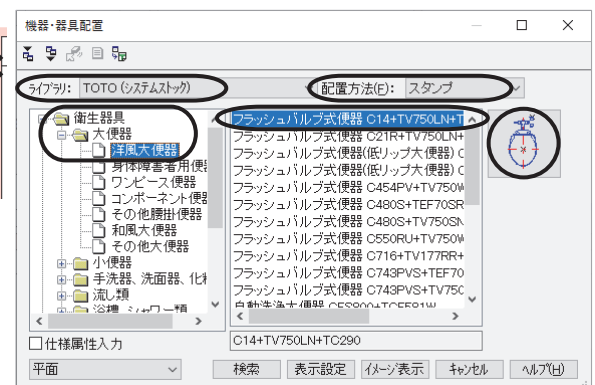 機器・器具配置
ライブラリ: TOTO (システムストック)
配置方法(F): スタンプ
衛生器具
大便器
洋風大便器
身体障害者用便
ワンピース便器
コンポーネント便器
その他腰掛便器
和風大便器
その他大便器
小便器
手洗器、洗面器、化粧
流し類
浴槽、シャワー類
フラッシュバルブ式便器 C14+TV750LN+T
フラッシュバルブ式便器 C21R+TV750LN+
フラッシュバルブ式便器(低リップ大便器) C
フラッシュバルブ式便器(低リップ大便器) C
フラッシュバルブ式便器 C454PV+TV750W
フラッシュバルブ式便器 C480S+TEF70SR
フラッシュバルブ式便器 C480S+TV750SN
フラッシュバルブ式便器 C550RU+TV750W
フラッシュバルブ式便器 C716+TV177RR+
フラッシュバルブ式便器 C743PVS+TEF70
フラッシュバルブ式便器 C743PVS+TV750
自動洗浄大便器 CES900+TCF581W
仕様属性入力
C14+TV750LN+TC290
平面
検索 表示設定 イメージ表示 キャンセル ヘルプ(H)